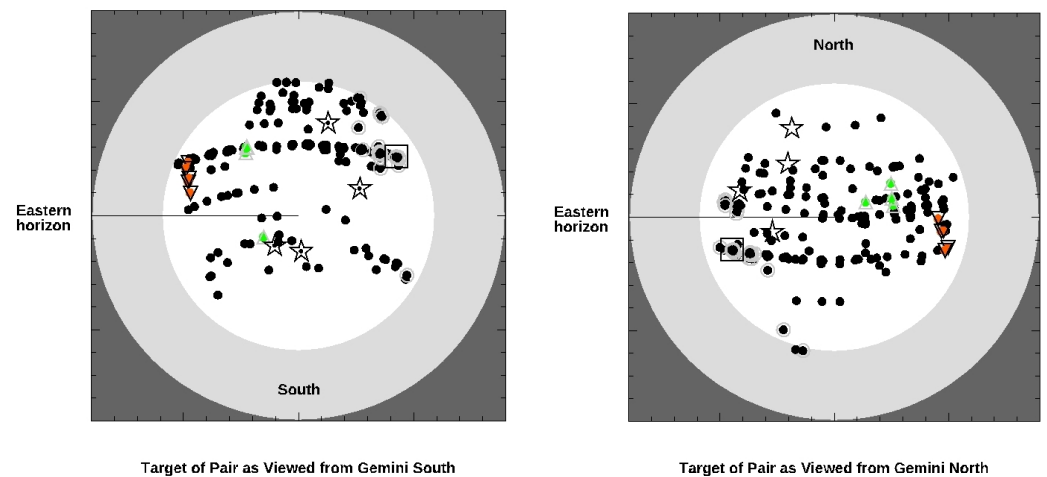 North
Eastern
horizon
Eastern
horizon
South
Target of Pair as Viewed from Gemini South
Target of Pair as Viewed from Gemini North